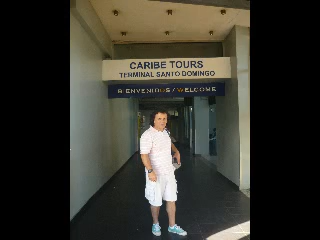 CARIBE TOURS
TERMINAL SANTO DOMINGO
BIENVENIDOS / WELCOME